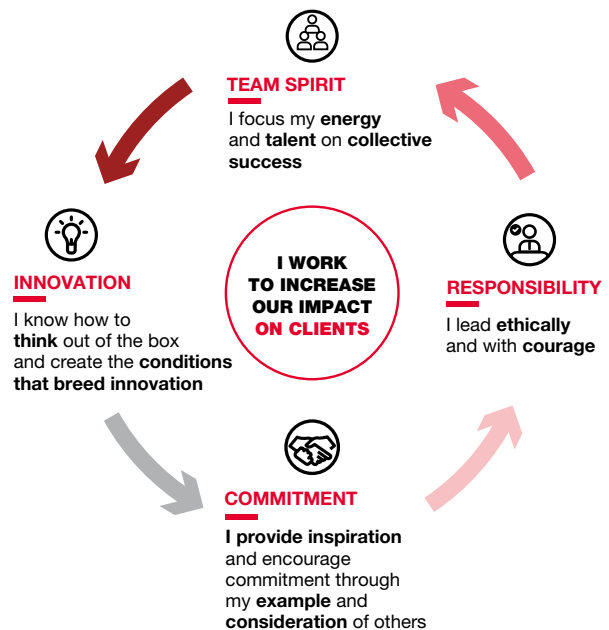 TEAM SPIRIT
I focus my energy
and talent on collective
success
INNOVATION
I know how to
think out of the box
and create the conditions
that breed innovation
I WORK
TO INCREASE
OUR IMPACT
ON CLIENTS
RESPONSIBILITY
I lead ethically
and with courage
COMMITMENT
I provide inspiration
and encourage
commitment through
my example and
consideration of others